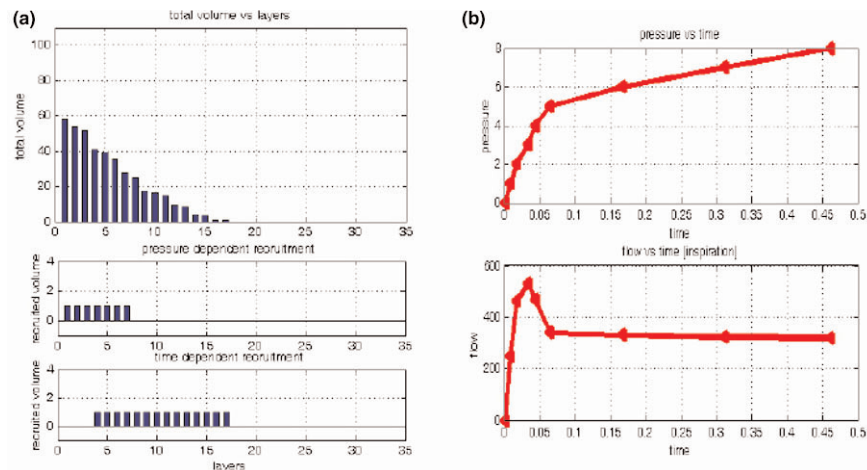 (a)
total volume vs layers
total volume
100
80
60
40
20
0
0 5 10 15 20 25 30 35
pressure dependent recruitment
recruited volume
4
2
0
0 5 10 15 20 25 30 35
time dependent recruitment
recruited volume
4
2
0
0 5 10 15 20 25 30 35
layers
(b)
pressure vs time
pressure
8
6
4
2
0
0 0.05 0.1 0.15 0.2 0.25 0.3 0.35 0.4 0.45 0.5
time
flow vs time [inspiration]
flow
600
400
200
0
0 0.05 0.1 0.15 0.2 0.25 0.3 0.35 0.4 0.45 0.5
time